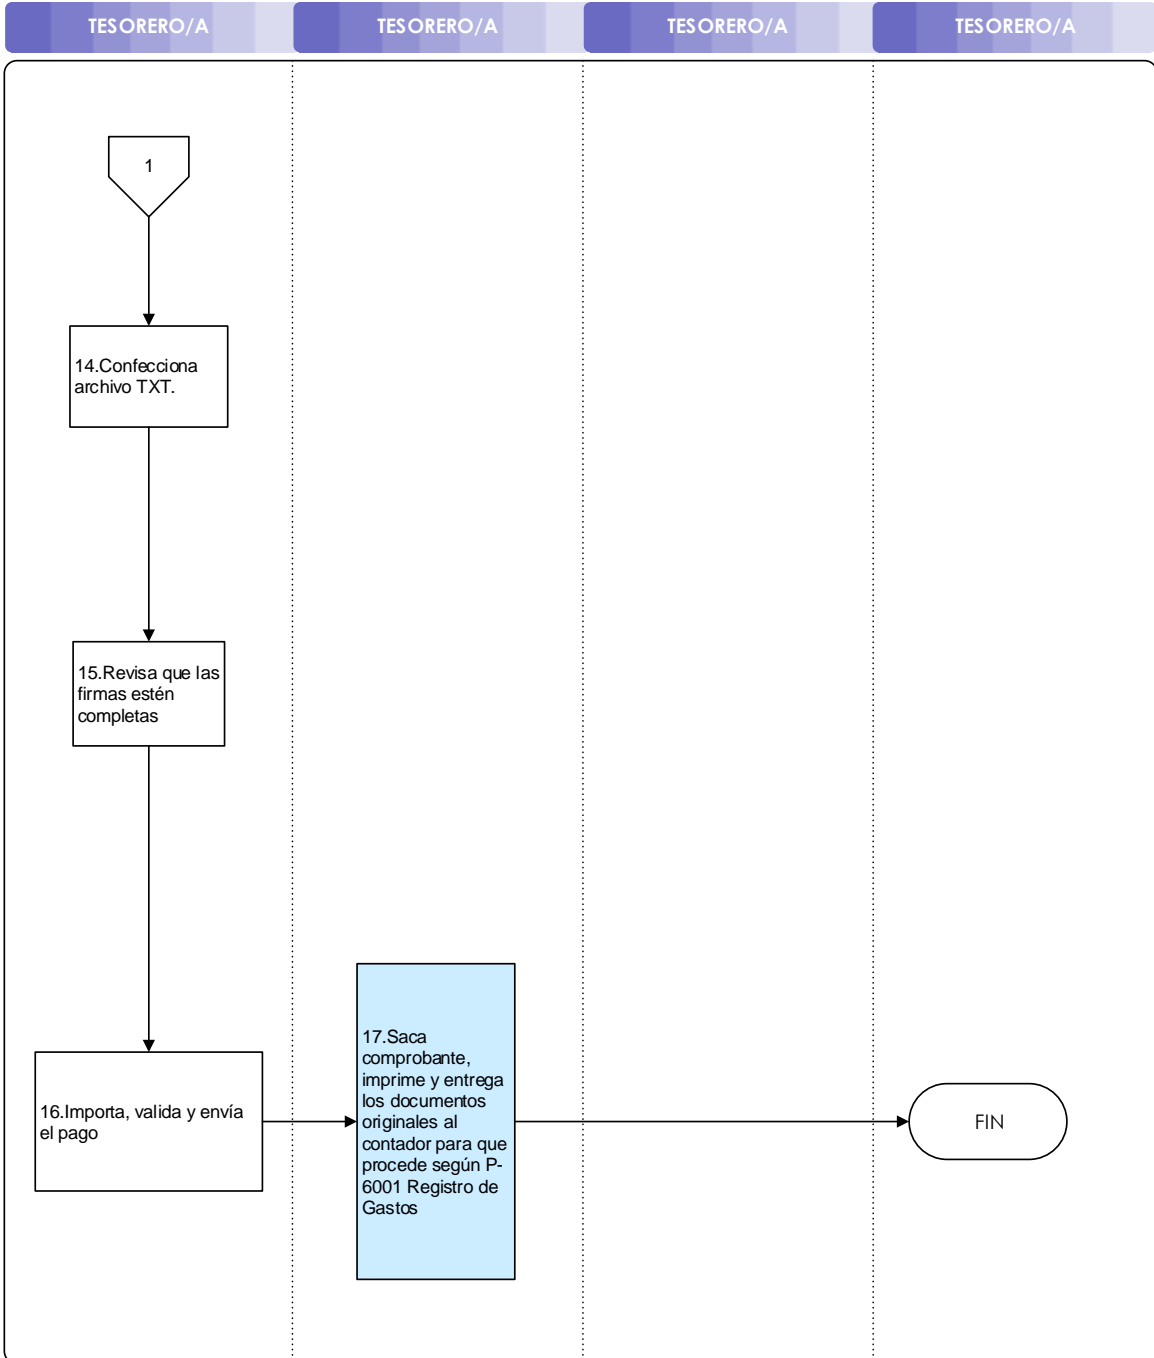 TESORERO/A
TESORERO/A
TESORERO/A
TESORERO/A
1
14.Confecciona
archivo TXT.
15.Revisa que las
firmas estén
completas
16.Importa, valida y envía
el pago
17.Saca
comprobante,
imprime y entrega
los documentos
originales al
contador para que
procede según P-
6001 Registro de
Gastos
FIN